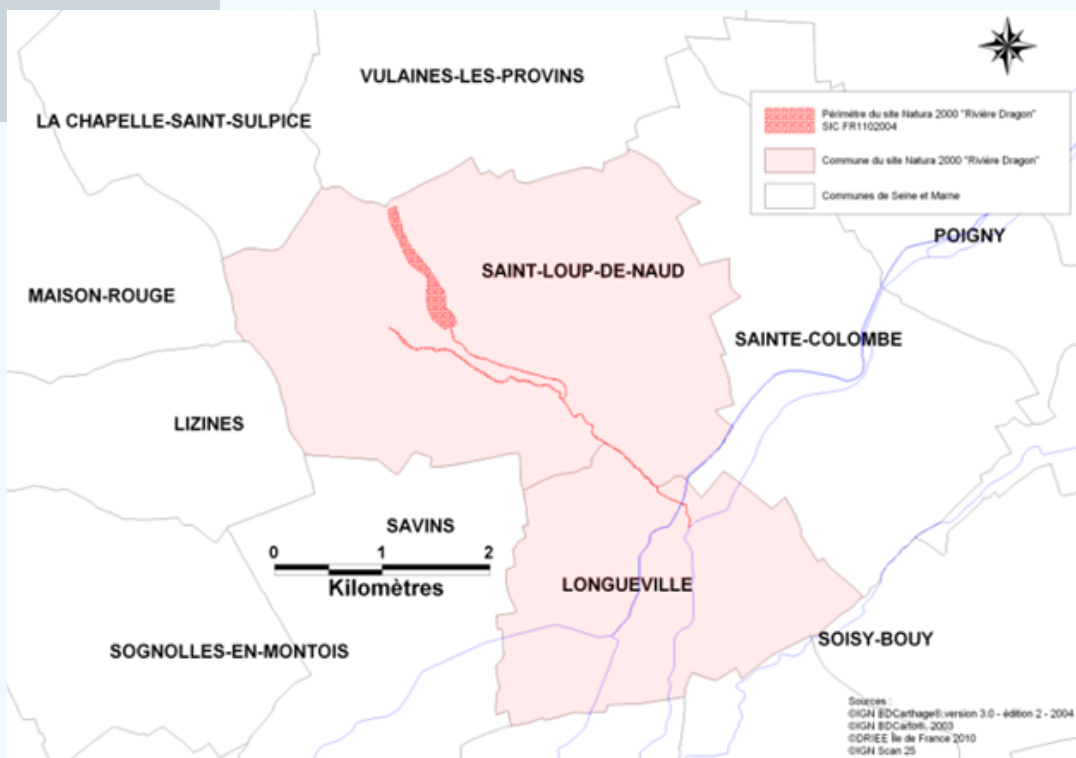 VULAINES-LES-PROVINS
LA CHAPELLE-SAINT-SULPICE
Périmètre du site Natura 2000 "Rivière Dragon"
SIC FR1102004
Commune du site Natura 2000 "Rivière Dragon"
Communes de Seine et Marne
POIGNY
SAINT-LOUP-DE-NAUD
MAISON-ROUGE
SAINTE-COLOMBE
LIZINES
SAVINS
0 1 2
Kilomètres
LONGUEVILLE
SOGNOLLES-EN-MONTOIS
SOISY-BOUY
Sources :
©IGN BDCarthage®,version 3.0 - édition 2 - 2004
©IGN BDCarto®, 2003
©DRIEE Île de France 2010
©IGN Scan 25